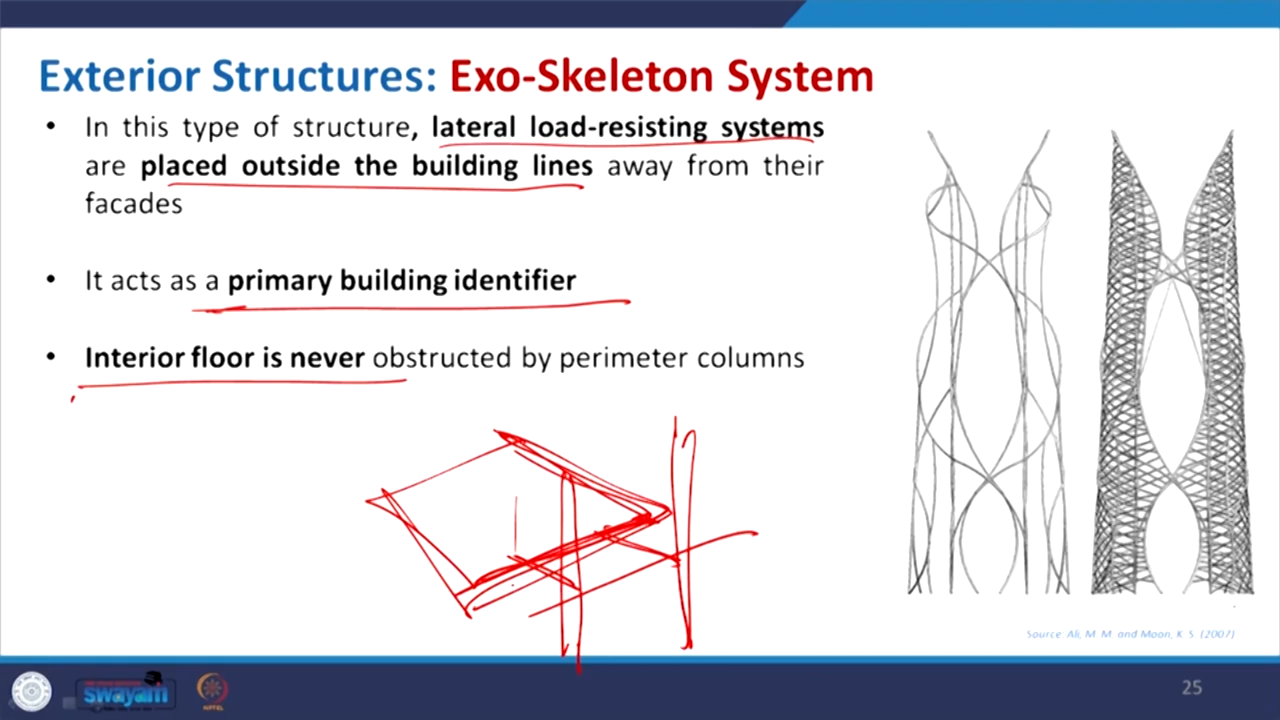 Exterior Structures: Exo-Skeleton System
• In this type of structure, lateral load-resisting systems
are placed outside the building lines away from their
facades
• It acts as a primary building identifier
• Interior floor is never obstructed by perimeter columns
Source: Ali, M. M. and Moon, K. S. (2007)
swayam
NPTEL
25